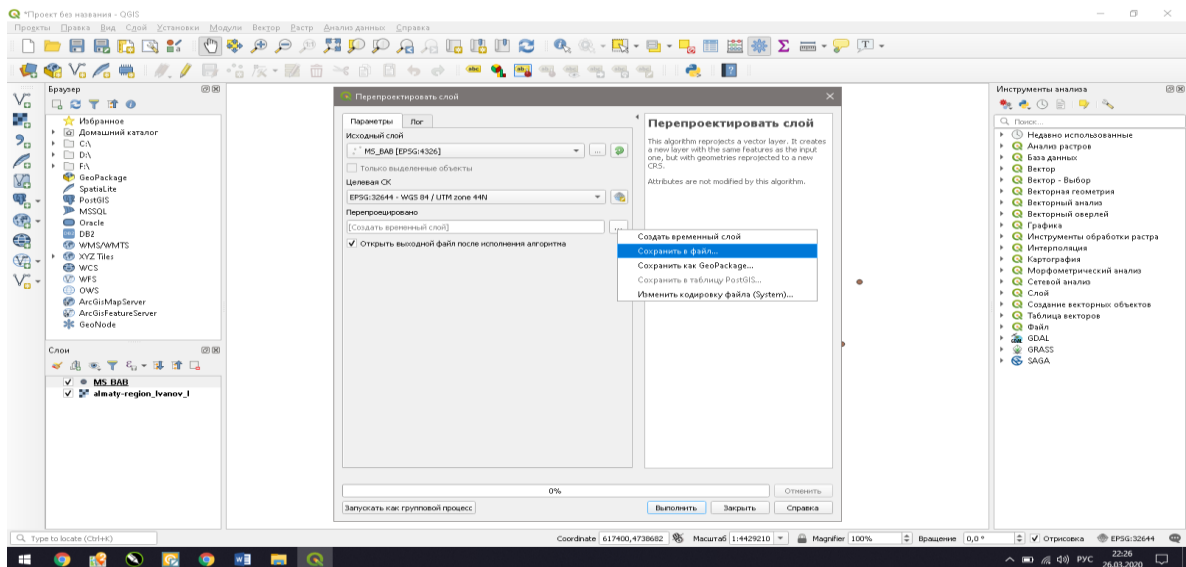 *Проект без названия - QGIS
Проекты Правка Вид Слой Установки Модули Вектор Растр Анализ данных Справка
Браузер
Избранное
Домашний каталог
C:\
D:\
F:\
GeoPackage
SpatiaLite
PostGIS
MSSQL
Oracle
DB2
WMS/WMTS
XYZ Tiles
WCS
WFS
OWS
ArcGisMapServer
ArcGisFeatureServer
GeoNode
Слои
MS_BAB
almaty-region_Ivanov_I
Перепроектировать слой
Параметры Лог
Исходный слой
MS_BAB [EPSG:4326]
...
Только выделенные объекты
Целевая СК
EPSG:32644 - WGS 84 / UTM zone 44N
Перепроецировано
[Создать временный слой]
...
Открыть выходной файл после исполнения алгоритма
Перепроектировать слой
This algorithm reprojects a vector layer. It creates
a new layer with the same features as the input
one, but with geometries reprojected to a new
CRS.
Attributes are not modified by this algorithm.
Создать временный слой
Сохранить в файл...
Сохранить как GeoPackage...
Сохранить в таблицу PostGIS...
Изменить кодировку файла (System)...
0%
Отменить
Запускать как групповой процесс
Выполнить Закрыть Справка
Инструменты анализа
Поиск...
Недавно использованные
Анализ растров
База данных
Вектор
Вектор - Выбор
Векторная геометрия
Векторный анализ
Векторный оверлей
Графика
Инструменты обработки растра
Интерполяция
Картография
Морфометрический анализ
Сетевой анализ
Слой
Создание векторных объектов
Таблица векторов
Файл
GDAL
GRASS
SAGA
Type to locate (Ctrl+K)
Coordinate 617400,4738682 Масштаб 1:4429210 Magnifier 100% Вращение 0,0 ° Отрисовка EPSG:32644
РУС
22:26
26.03.2020